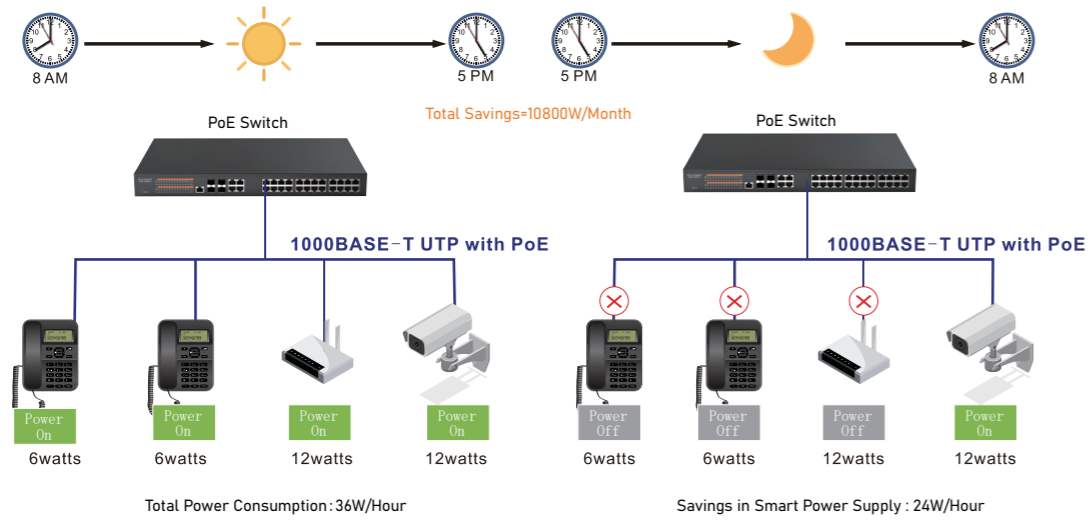 8 AM
5 PM
5 PM
8 AM
Total Savings=10800W/Month
PoE Switch
PoE Switch
1000BASE-T UTP with PoE
1000BASE-T UTP with PoE
Power
On
Power
On
Power
On
Power
On
Power
Off
Power
Off
Power
Off
Power
On
6watts
6watts
12watts
12watts
6watts
6watts
12watts
12watts
Total Power Consumption:36W/Hour
Savings in Smart Power Supply : 24W/Hour